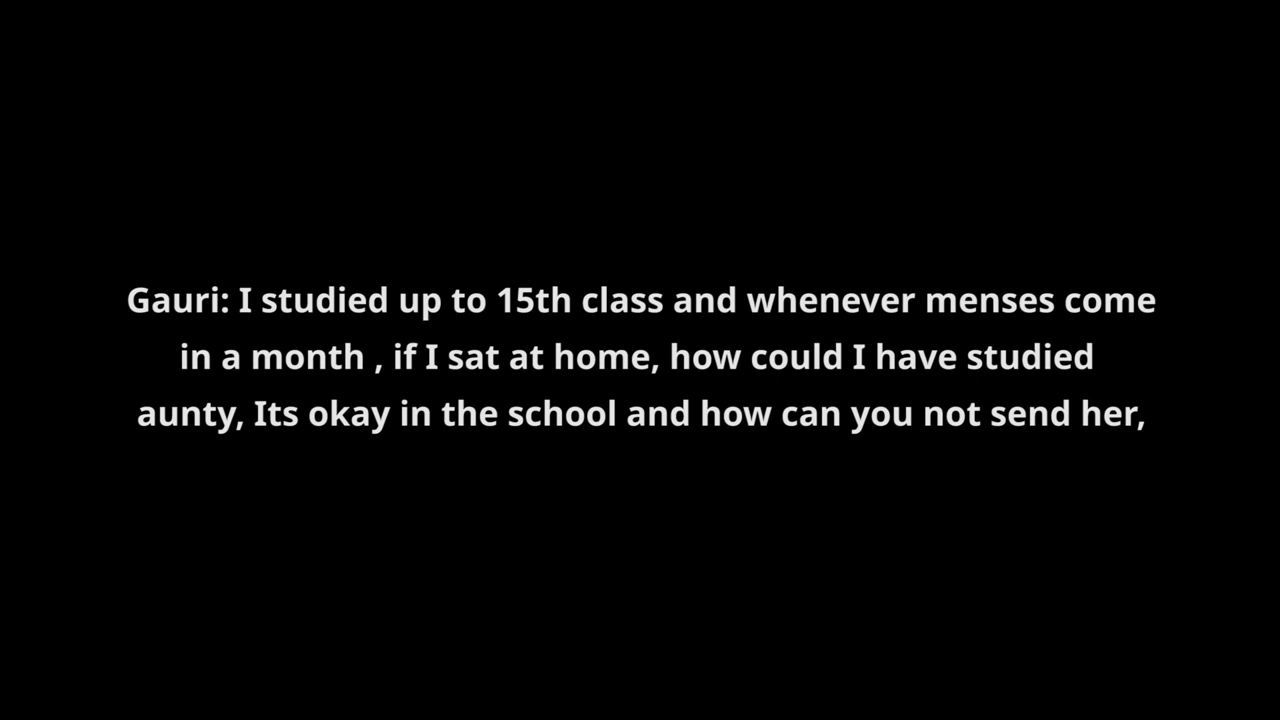 Gauri: I studied up to 15th class and whenever menses come
in a month , if I sat at home, how could I have studied
aunty, Its okay in the school and how can you not send her,